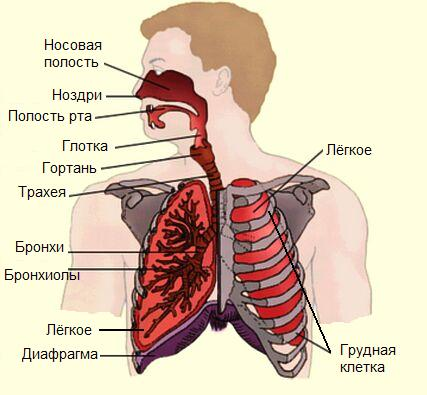 Носовая
полость
Ноздри
Полость рта
Глотка
Гортань
Трахея
Бронхи
Бронхиолы
Лёгкое
Диафрагма
Лёгкое
Грудная
клетка